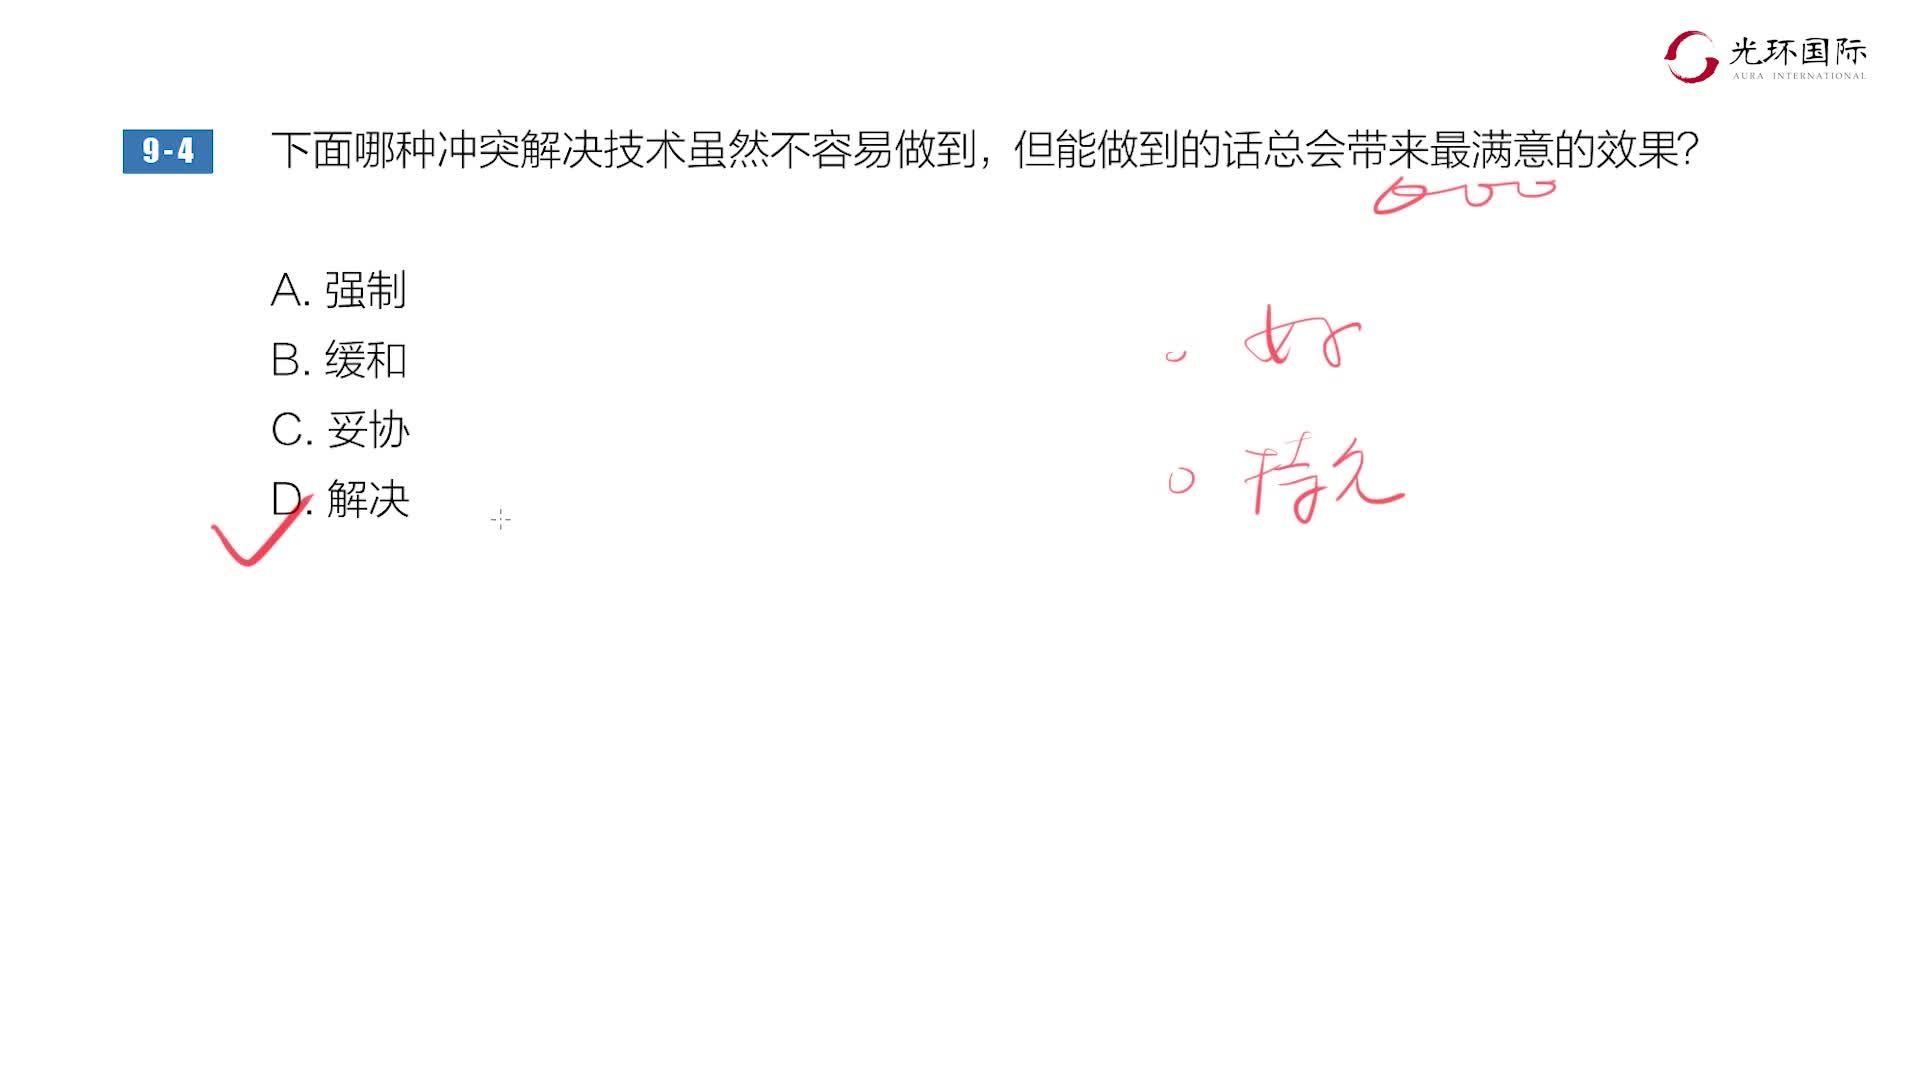 光环国际
AURA INTERNATIONAL
9-4 下面哪种冲突解决技术虽然不容易做到，但能做到的话总会带来最满意的效果？
A. 强制
B. 缓和
C. 妥协
D. 解决
好
持久